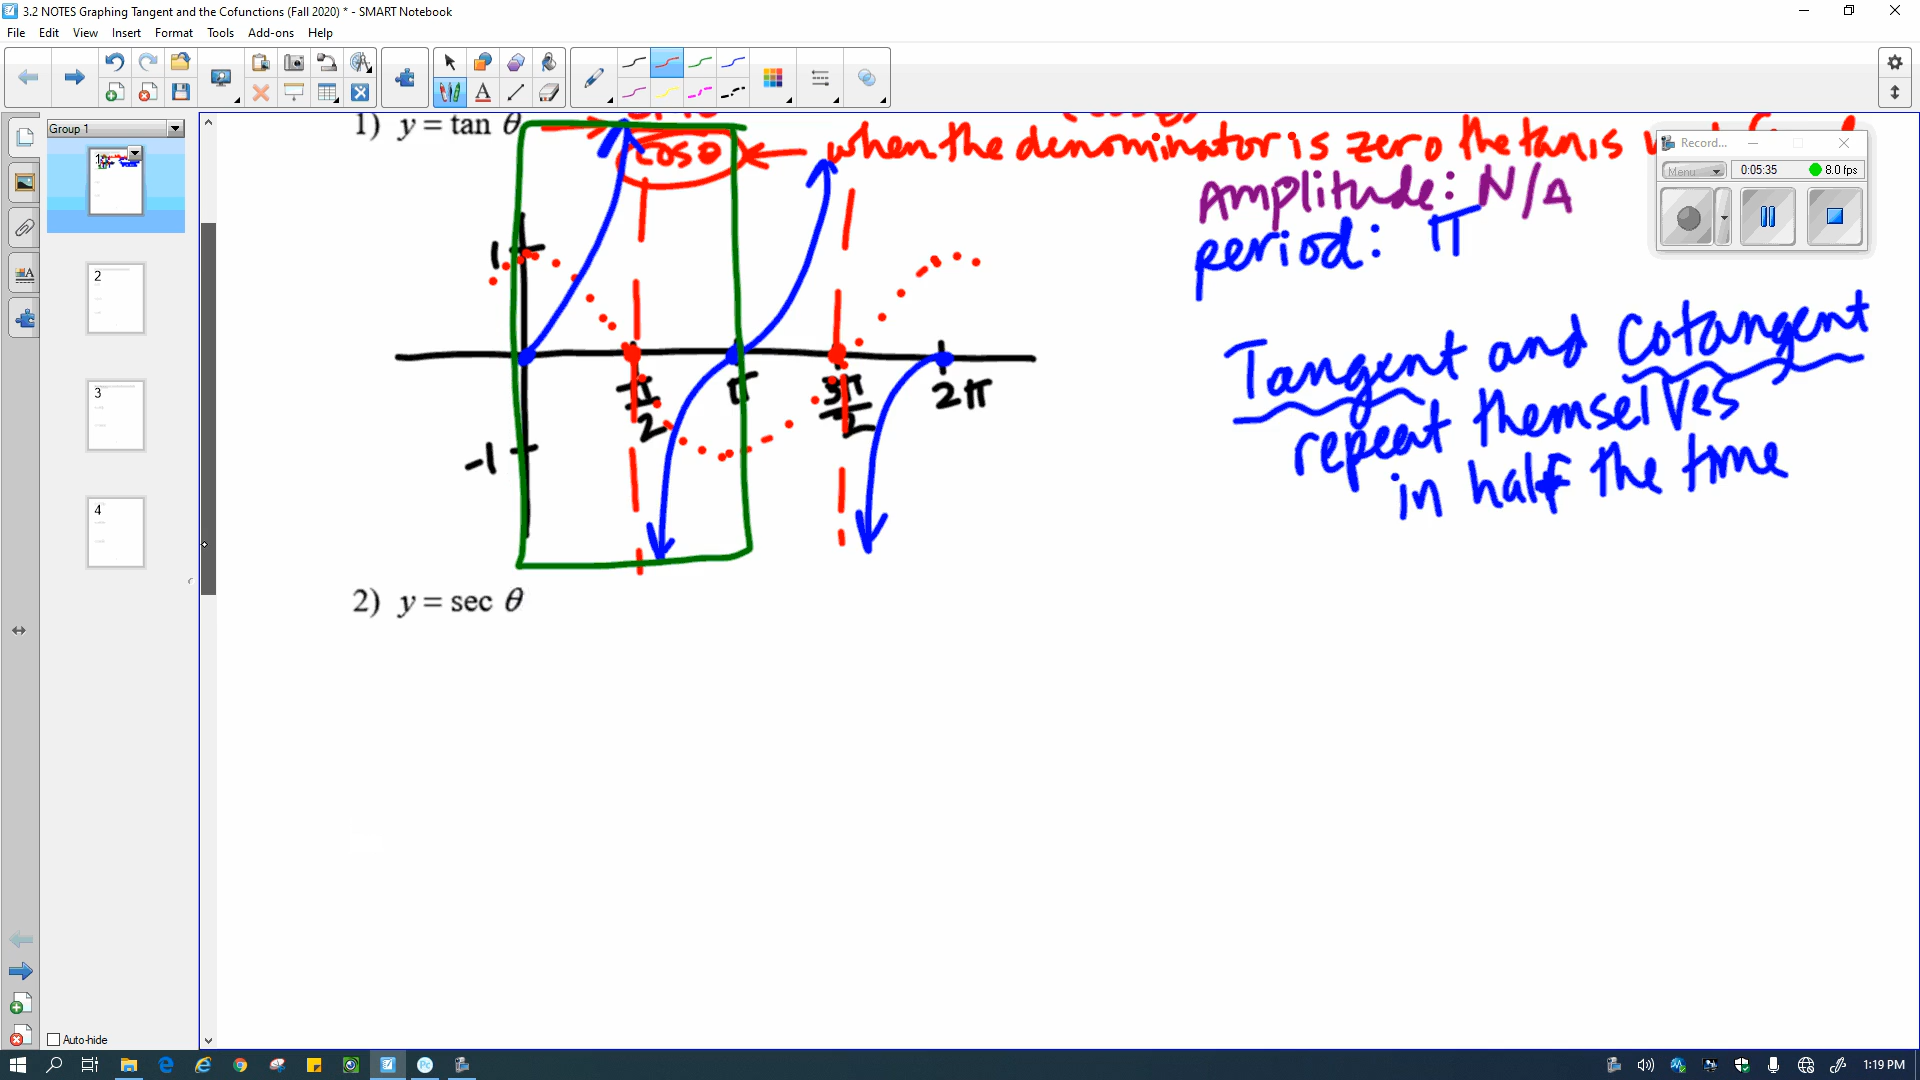 3.2 NOTES Graphing Tangent and the Cofunctions (Fall 2020) * - SMART Notebook
File Edit View Insert Format Tools Add-ons Help
Group 1
1
2
3
4
Auto-hide
1) y = tan θ
cos θ
when the denominator is zero the tan is
Record...
Menu
0:05:35
8.0 fps
Amplitude: N/A
period: π
1
-1
π/2
π
3π/2
2π
Tangent and Cotangent
repeat themselves
in half the time
2) y = sec θ
1:19 PM